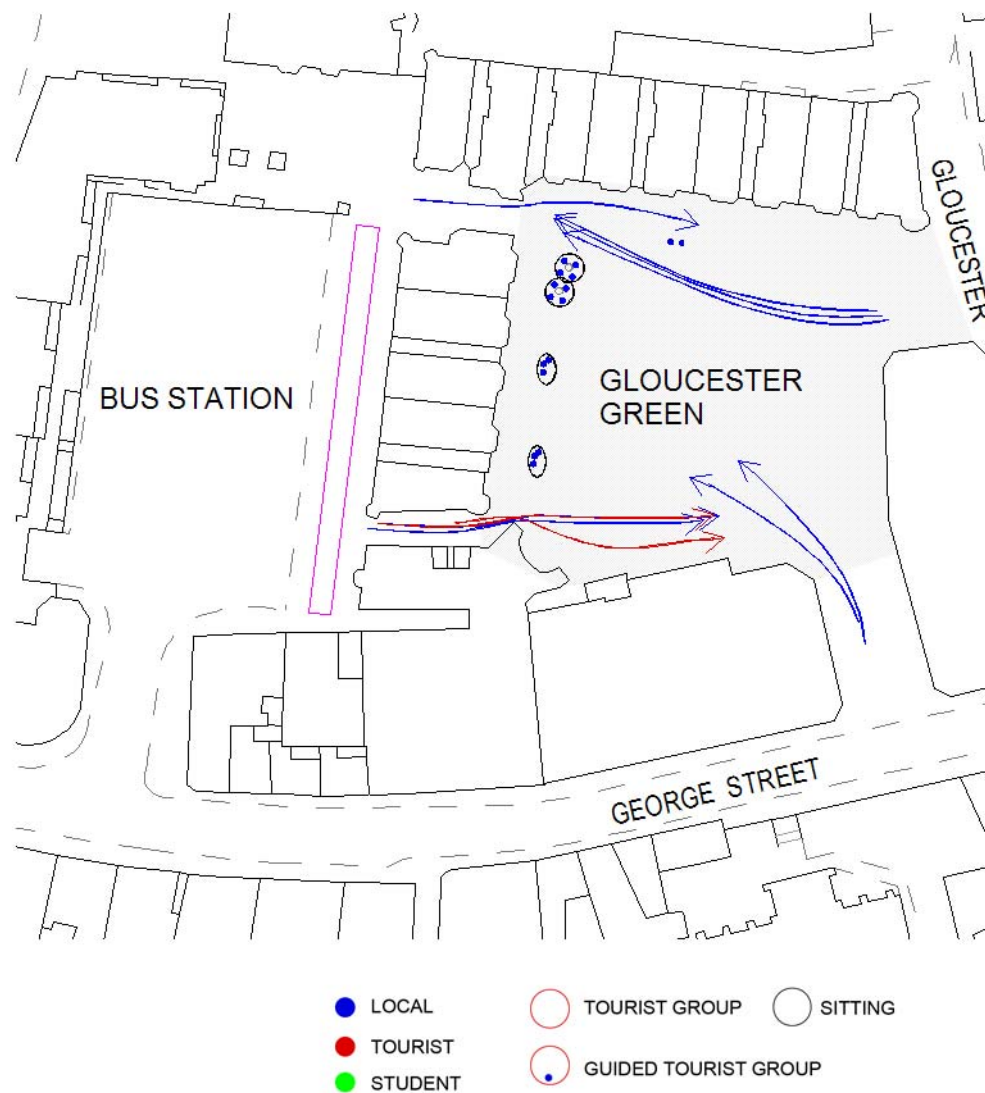 GLOUCESTER
BUS STATION
GLOUCESTER
GREEN
GEORGE STREET
LOCAL
TOURIST
STUDENT
TOURIST GROUP
GUIDED TOURIST GROUP
SITTING